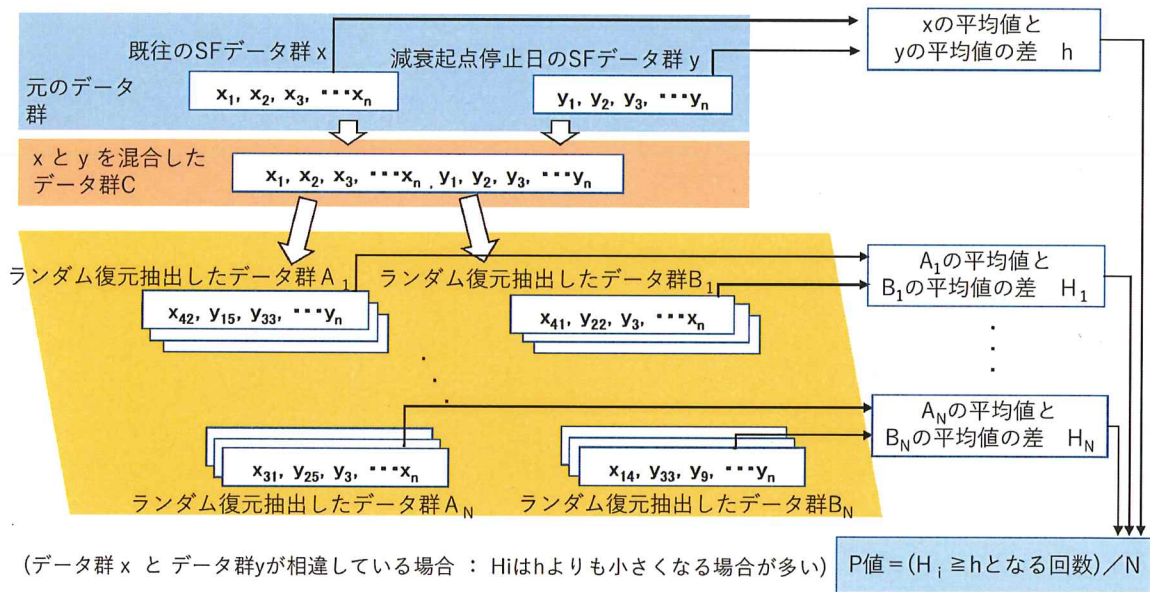 既往のSFデータ群 x
減衰起点停止日のSFデータ群 y
xの平均値と
yの平均値の差 h
元のデータ
群
x₁, x₂, x₃, ･･･xₙ
y₁, y₂, y₃, ･･･yₙ
x と y を混合した
データ群C
x₁, x₂, x₃, ･･･xₙ , y₁, y₂, y₃, ･･･yₙ
ランダム復元抽出したデータ群A ₁
ランダム復元抽出したデータ群B₁
A₁の平均値と
B₁の平均値の差 H₁
x₄₂, y₁₅, y₃₃, ･･･yₙ
x₄₁, y₂₂, y₃, ･･･xₙ
A_Nの平均値と
B_Nの平均値の差 H_N
x₃₁, y₂₅, y₃, ･･･xₙ
x₁₄, y₃₃, y₉, ･･･yₙ
ランダム復元抽出したデータ群A _N
ランダム復元抽出したデータ群B_N
(データ群 x と データ群yが相違している場合 : Hiはhよりも小さくなる場合が多い)
P値＝(H ᵢ ≧hとなる回数)／N